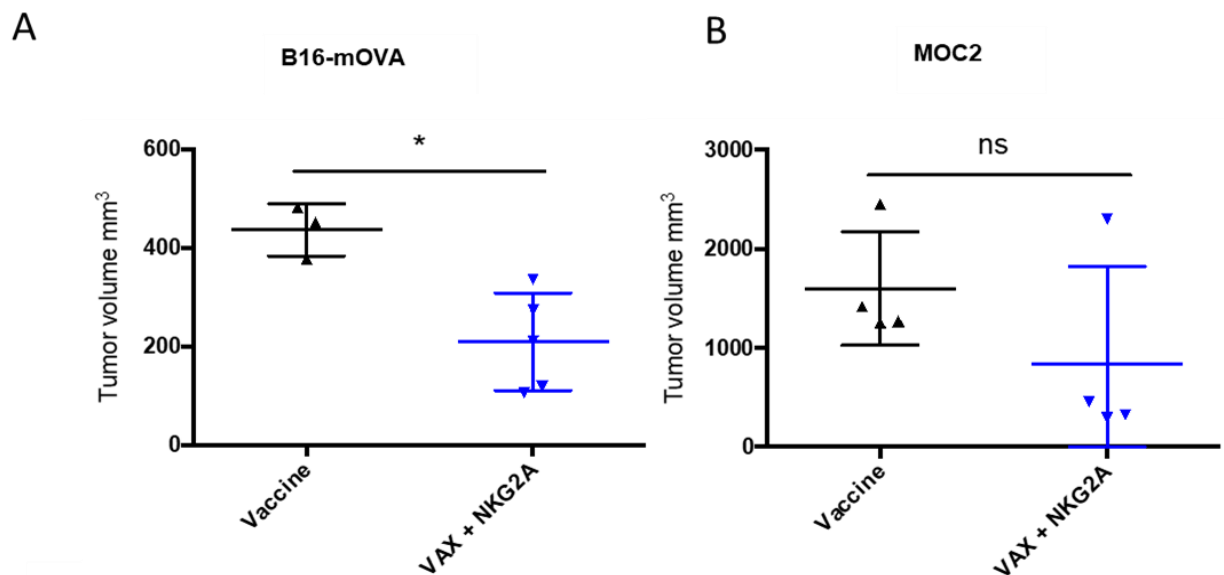 A
B16-mOVA
*
Tumor volume mm³
600
400
200
0
Vaccine
VAX + NKG2A
B
MOC2
ns
Tumor volume mm³
3000
2000
1000
0
Vaccine
VAX + NKG2A